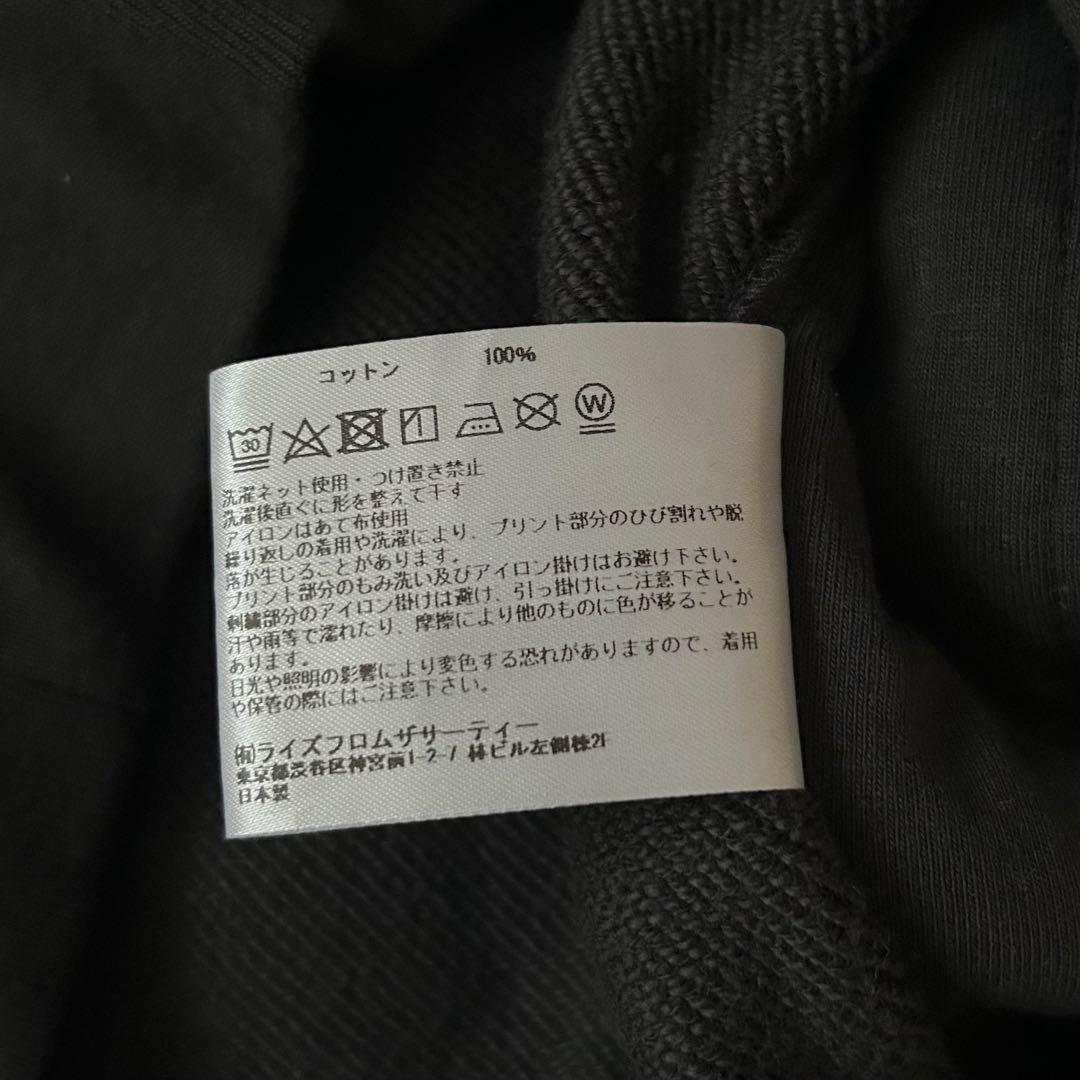 コットン 100%
30 W
洗濯ネット使用・つけ置き禁止
洗濯後直ぐに形を整えて干す
アイロンはあて布使用
繰り返しの着用や洗濯により、プリント部分のひび割れや脱
落が生じることがあります。
プリント部分のもみ洗い及びアイロン掛けはお避け下さい。
刺繍部分のアイロン掛けは避け、引っ掛けにご注意下さい。
汗や雨等で濡れたり、摩擦により他のものに色が移ることが
あります。
日光や照明の影響により変色する恐れがありますので、着用
や保管の際にはご注意下さい。
㈲ライズフロムザサーティー
東京都渋谷区神宮前1-2-7 林ビル左側棟2F
日本製